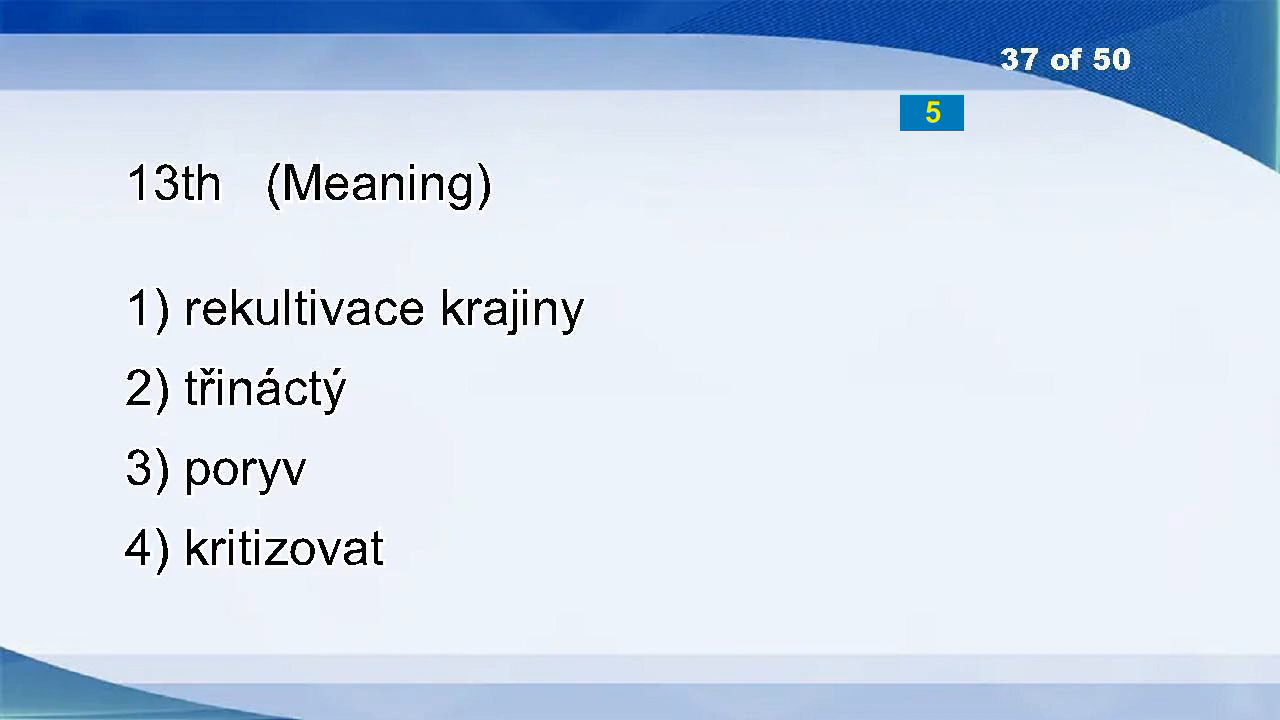 37 of 50
5
13th (Meaning)
1) rekultivace krajiny
2) třináctý
3) poryv
4) kritizovat